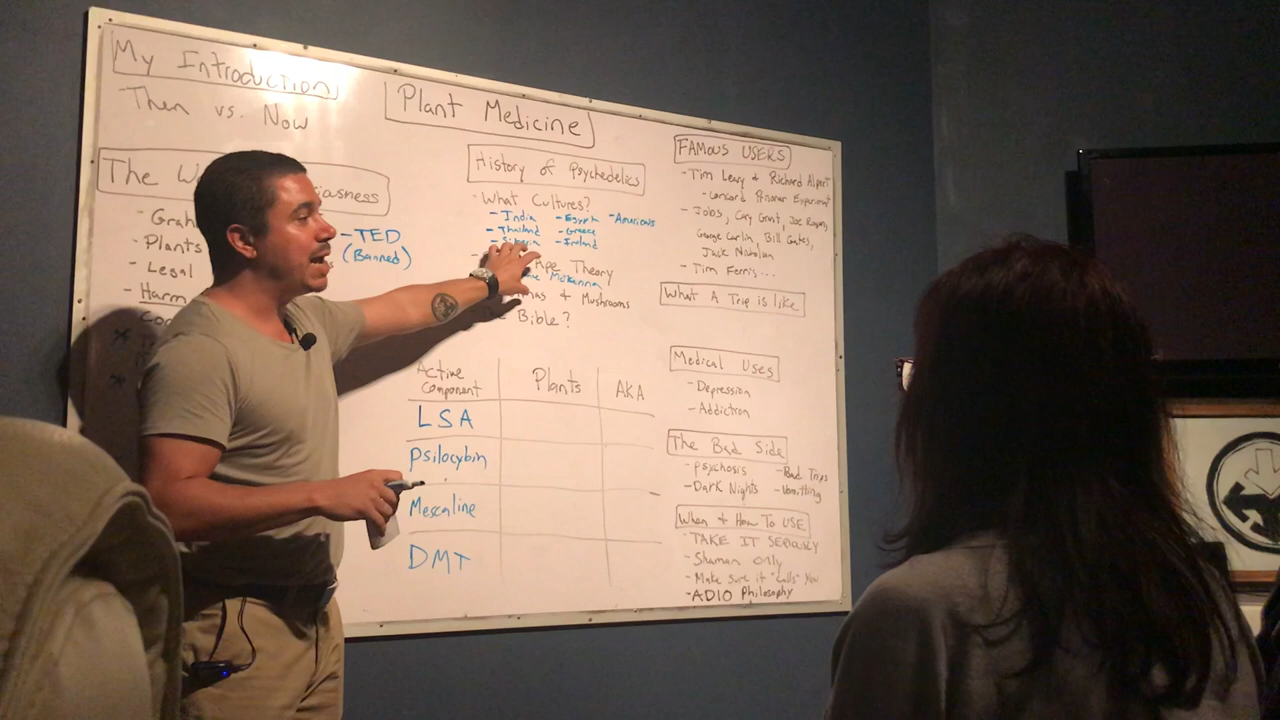 My Introduction
Then vs. Now
The W
iousness
- Grah
- Plants
- Legal
- Harm
Co
- TED
(Banned)
Plant Medicine
History of Psychedelics
- What Cultures?
- India - Egypt - Americas
- Thailand - Greece
- Siberia - Ireland
Ape Theory
McKenna
+ Mushrooms
Bible?
Active Component Plants AKA
LSA
Psilocybin
Mescaline
DMT
FAMOUS USERS
- Tim Leary & Richard Alpert
- Concord Prisoner Experiment
- Jobs, Cary Grant, Joe Rogan,
George Carlin, Bill Gates,
Jack Nicholson
- Tim Ferris...
What A Trip is like
Medical Uses
- Depression
- Addiction
The Bad Side
- psychosis - Bad Trips
- Dark Nights - Vomitting
When + How To USE
- TAKE IT SERIOUSLY
- Shaman only
- Make sure it "calls" You
- ADIO Philosophy